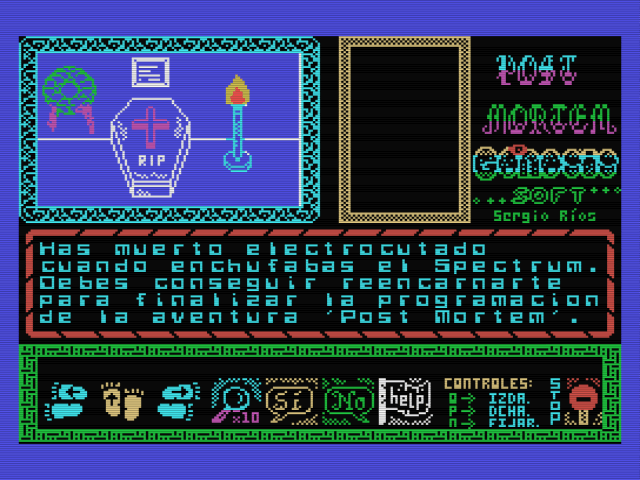 RIP
POST
MORTEM
Genesis
...SOFT...
Sergio Ríos
Has muerto electrocutado
cuando enchufabas el Spectrum.
Debes conseguir reencarnarte
para finalizar la programacion
de la aventura 'Post Mortem'.
x10
Sí
No
help
CONTROLES:
O→ IZDA.
P→ DCHA.
n→ FIJAR.
STOP